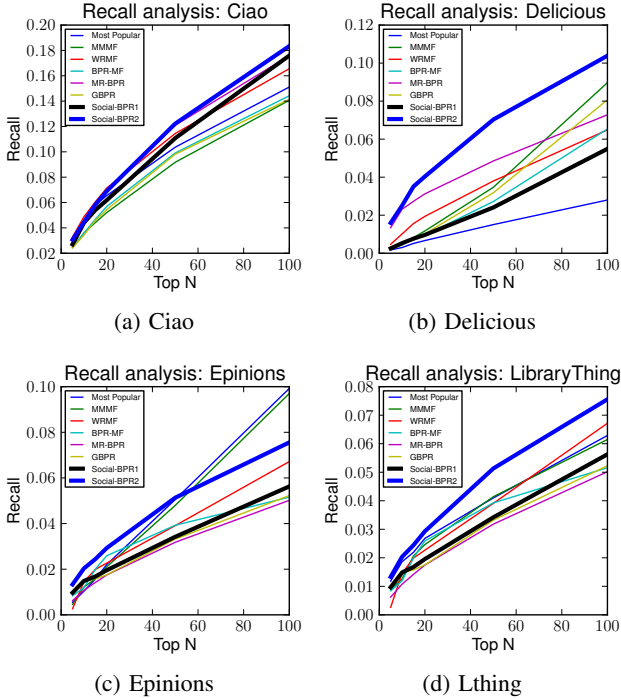 Recall analysis: Ciao
0.20
0.18
0.16
0.14
0.12
0.10
0.08
0.06
0.04
0.02
Recall
Most Popular
MMMF
WRMF
BPR-MF
MR-BPR
GBPR
Social-BPR1
Social-BPR2
0 20 40 60 80 100
Top N
(a) Ciao
Recall analysis: Delicious
0.12
0.10
0.08
0.06
0.04
0.02
0.00
Recall
Most Popular
MMMF
WRMF
BPR-MF
MR-BPR
GBPR
Social-BPR1
Social-BPR2
0 20 40 60 80 100
Top N
(b) Delicious
Recall analysis: Epinions
0.10
0.08
0.06
0.04
0.02
0.00
Recall
Most Popular
MMMF
WRMF
BPR-MF
MR-BPR
GBPR
Social-BPR1
Social-BPR2
0 20 40 60 80 100
Top N
(c) Epinions
Recall analysis: LibraryThing
0.08
0.07
0.06
0.05
0.04
0.03
0.02
0.01
0.00
Recall
Most Popular
MMMF
WRMF
BPR-MF
MR-BPR
GBPR
Social-BPR1
Social-BPR2
0 20 40 60 80 100
Top N
(d) Lthing